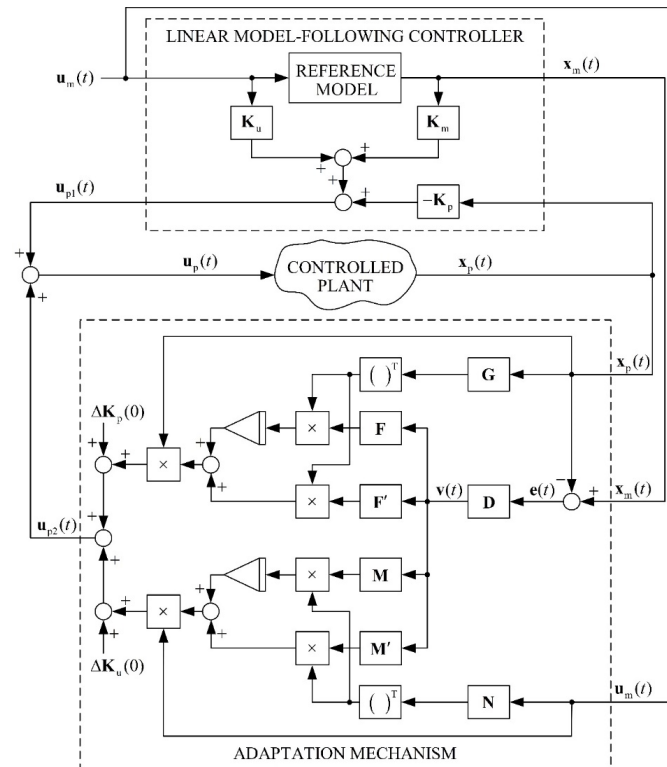 LINEAR MODEL-FOLLOWING CONTROLLER
u_m(t)
REFERENCE
MODEL
x_m(t)
K_u
K_m
+ +
+ +
u_p1(t)
−K_p
+
+
u_p(t)
CONTROLLED
PLANT
x_p(t)
( )^T
G
x_p(t)
ΔK_p(0)
+ +
× + × F
+
−
v(t) e(t) + x_m(t)
+ + × F′ D
u_p2(t)
+
+ + × M
× +
+ + × M′
ΔK_u(0)
( )^T
N
u_m(t)
ADAPTATION MECHANISM